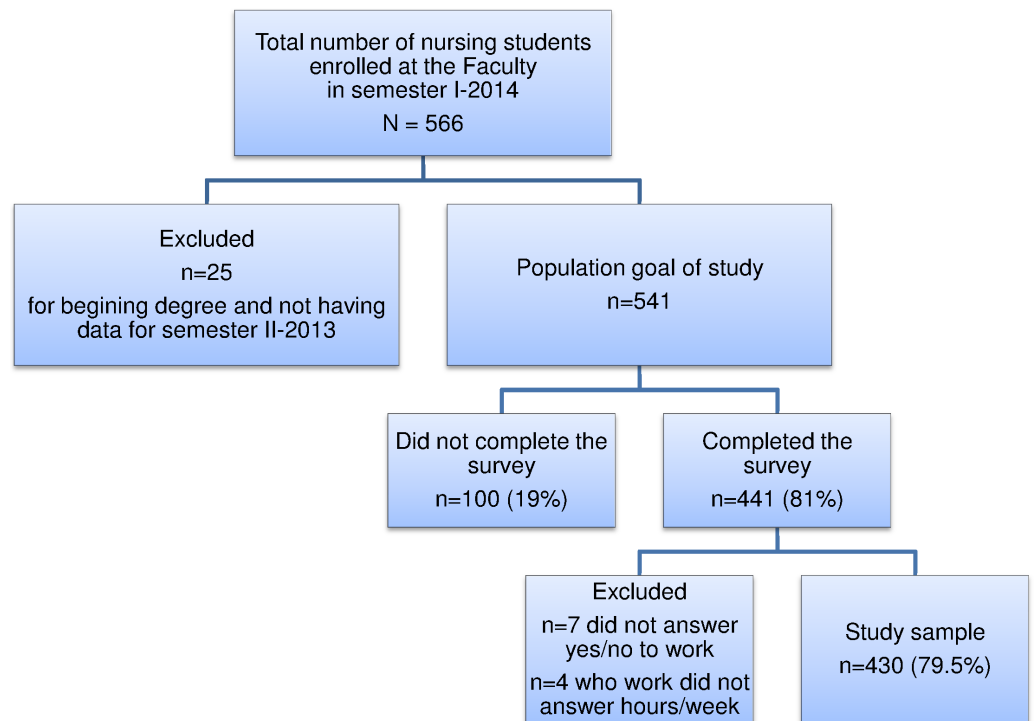 Total number of nursing students
enrolled at the Faculty
in semester I-2014
N = 566
Excluded
n=25
for begining degree and not having
data for semester II-2013
Population goal of study
n=541
Did not complete the
survey
n=100 (19%)
Completed the
survey
n=441 (81%)
Excluded
n=7 did not answer
yes/no to work
n=4 who work did not
answer hours/week
Study sample
n=430 (79.5%)